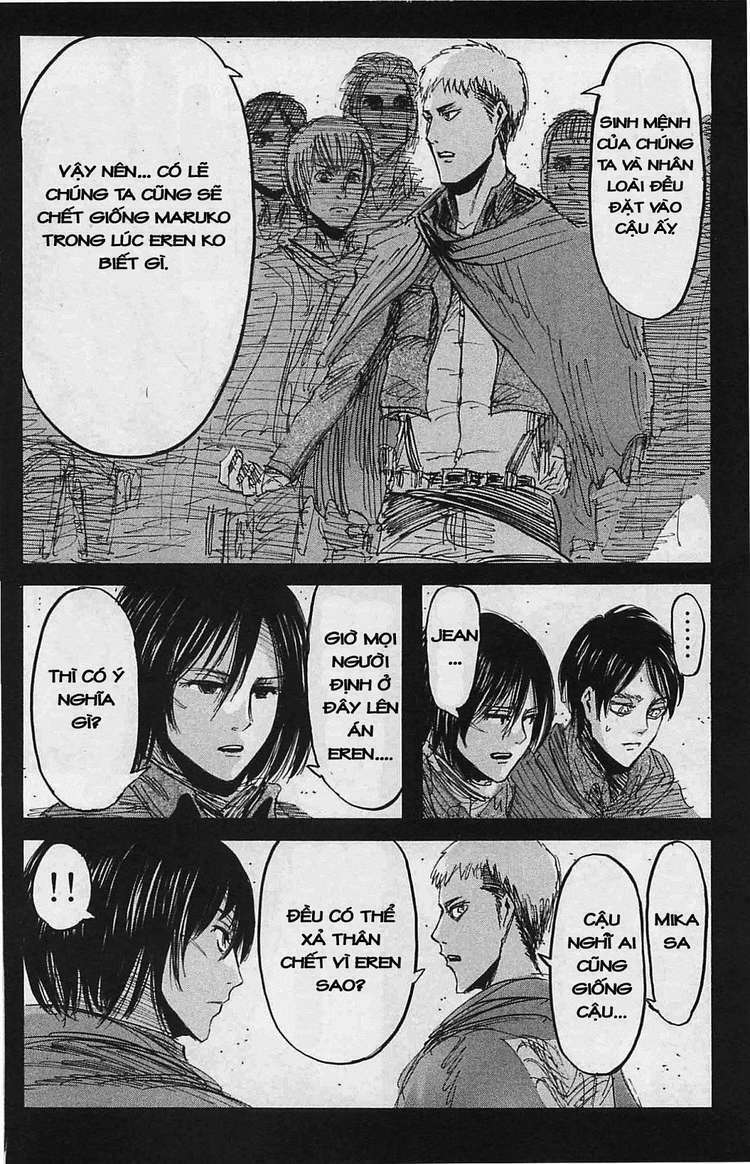 SINH MỆNH
CỦA CHÚNG
TA VÀ NHÂN
LOẠI ĐỀU
ĐẶT VÀO
CẬU ẤY
VẬY NÊN... CÓ LẼ
CHÚNG TA CŨNG SẼ
CHẾT GIỐNG MARUKO
TRONG LÚC EREN KO
BIẾT GÌ.
......
JEAN
...
GIỜ MỌI
NGƯỜI
ĐỊNH Ở
ĐÂY LÊN
ÁN
EREN....
THÌ CÓ Ý
NGHĨA
GÌ?
MIKA
SA
CẬU
NGHĨ AI
CŨNG
GIỐNG
CẬU...
ĐỀU CÓ THỂ
XẢ THÂN
CHẾT VÌ EREN
SAO?
!!